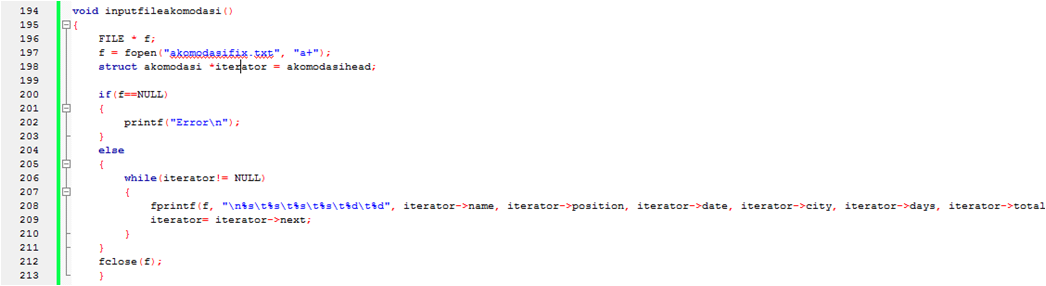 194 void inputfileakomodasi()
195 {
196 FILE * f;
197 f = fopen("akomodasifix.txt", "a+");
198 struct akomodasi *iterator = akomodasihead;
199
200 if(f==NULL)
201 {
202 printf("Error\n");
203 }
204 else
205 {
206 while(iterator!= NULL)
207 {
208 fprintf(f, "\n%s\t%s\t%s\t%s\t%d\t%d", iterator->name, iterator->position, iterator->date, iterator->city, iterator->days, iterator->total
209 iterator= iterator->next;
210 }
211 }
212 fclose(f);
213 }